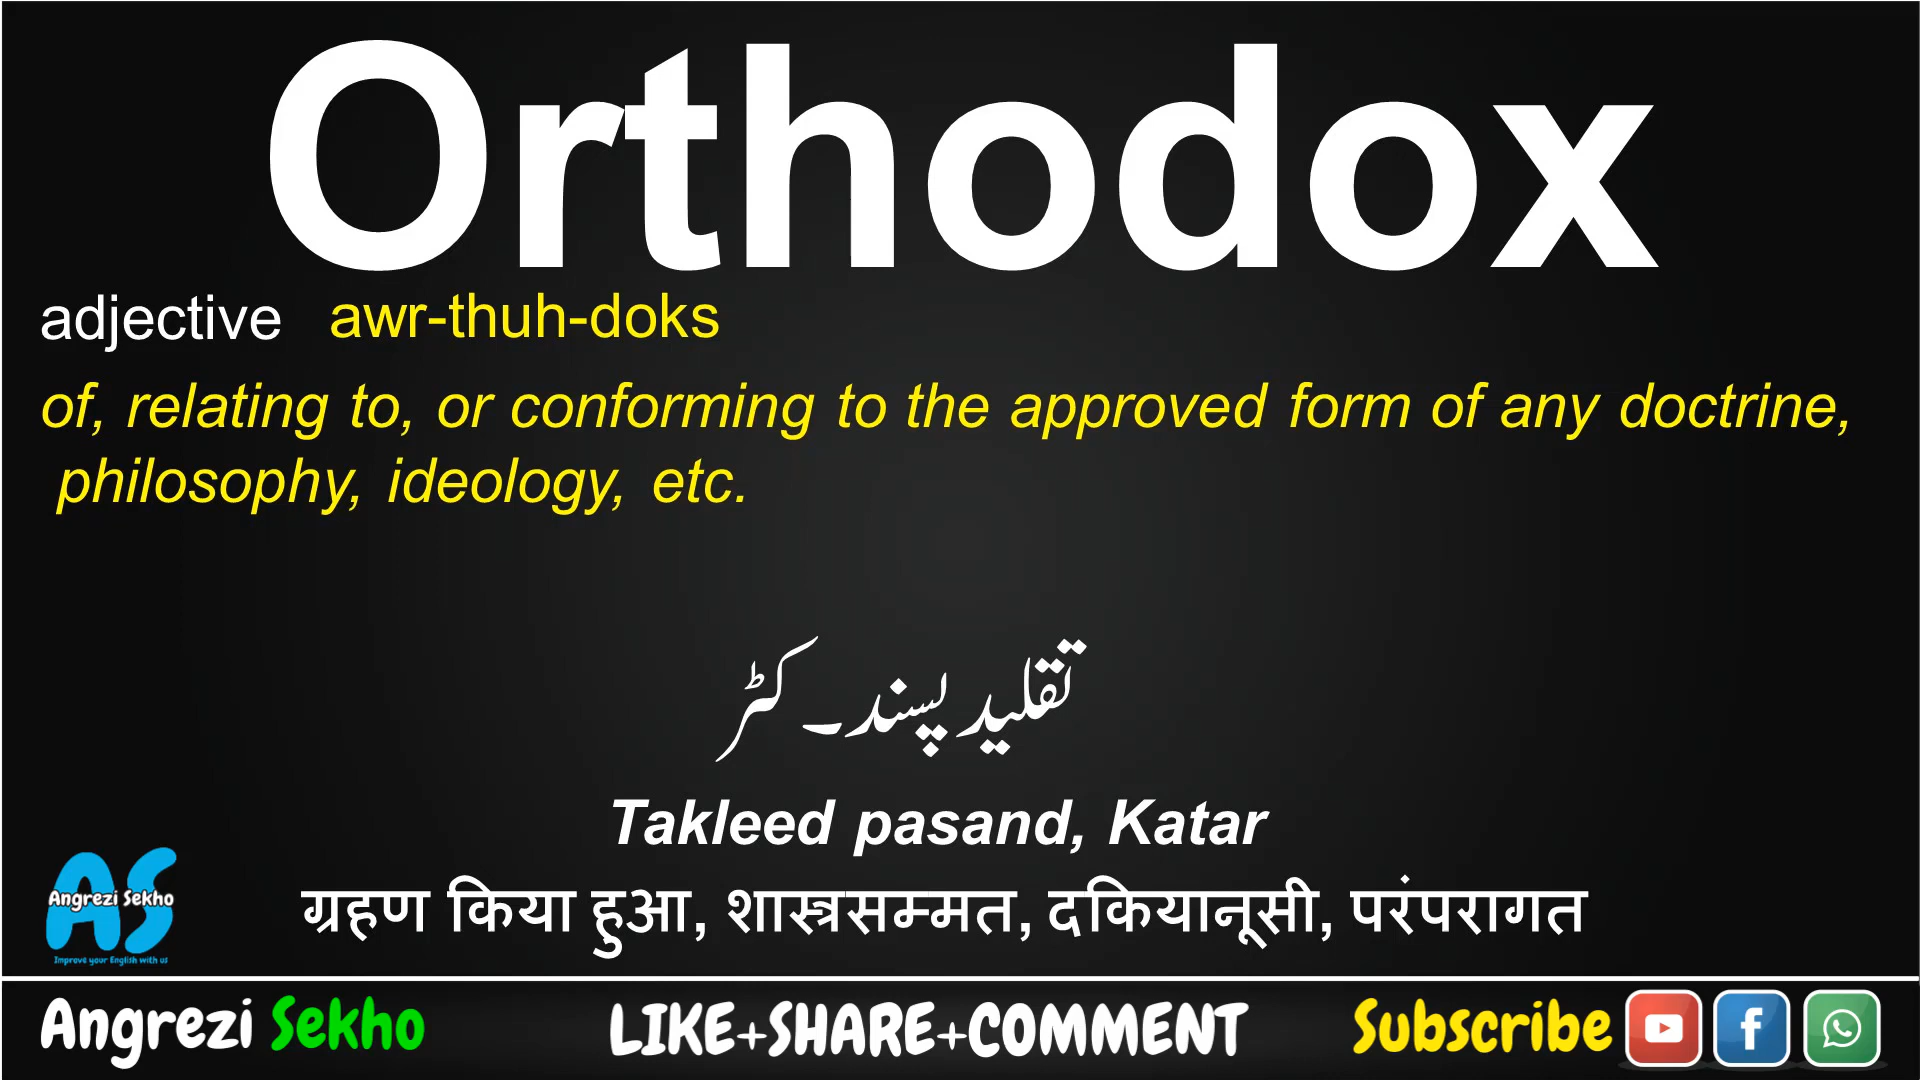 Orthodox
adjective awr-thuh-doks
of, relating to, or conforming to the approved form of any doctrine,
philosophy, ideology, etc.
تقلید پسند۔ کٹر
Takleed pasand, Katar
ग्रहण किया हुआ, शास्त्रसम्मत, दकियानूसी, परंपरागत
AS
Angrezi Sekho
Improve your English with us
Angrezi Sekho LIKE+SHARE+COMMENT Subscribe